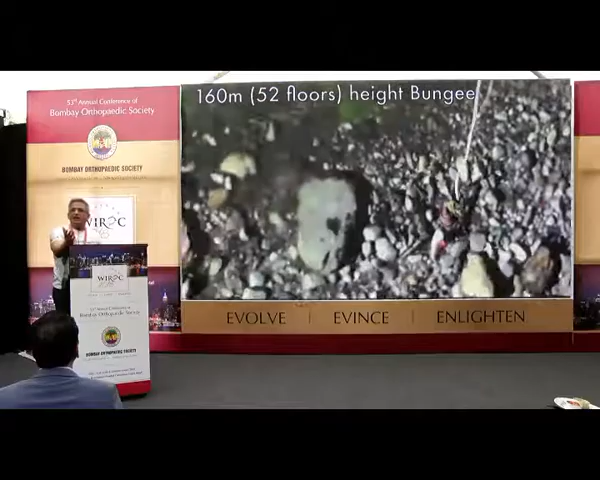 160m (52 floors) height Bungee
53rd Annual Conference of
Bombay Orthopaedic Society
BOMBAY ORTHOPAEDIC SOCIETY
WIROC
WIROC
BOMBAY ORTHOPAEDIC SOCIETY
EVOLVE | EVINCE | ENLIGHTEN